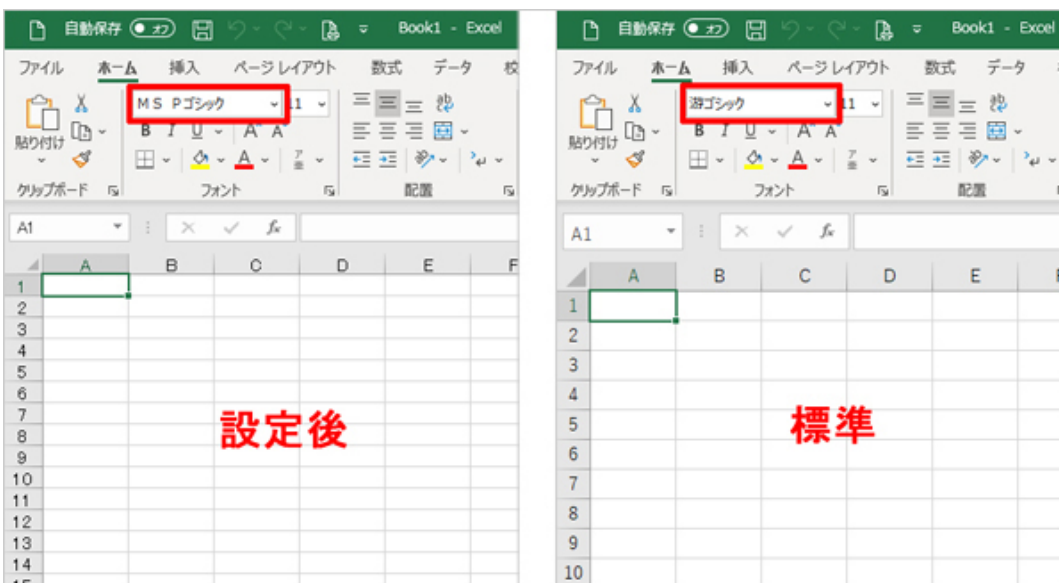 自動保存 オフ Book1 - Excel
ファイル ホーム 挿入 ページ レイアウト 数式 データ 校
MS Pゴシック 11
貼り付け B I U A A
A
クリップボード フォント 配置
A1 fx
A B C D E F
1
2
3
4
5
6
7
8
9
10
11
12
13
14
15
設定後
自動保存 オフ Book1 - Excel
ファイル ホーム 挿入 ページ レイアウト 数式 データ
游ゴシック 11
貼り付け B I U A A
A
クリップボード フォント 配置
A1 fx
A B C D E F
1
2
3
4
5
6
7
8
9
10
標準